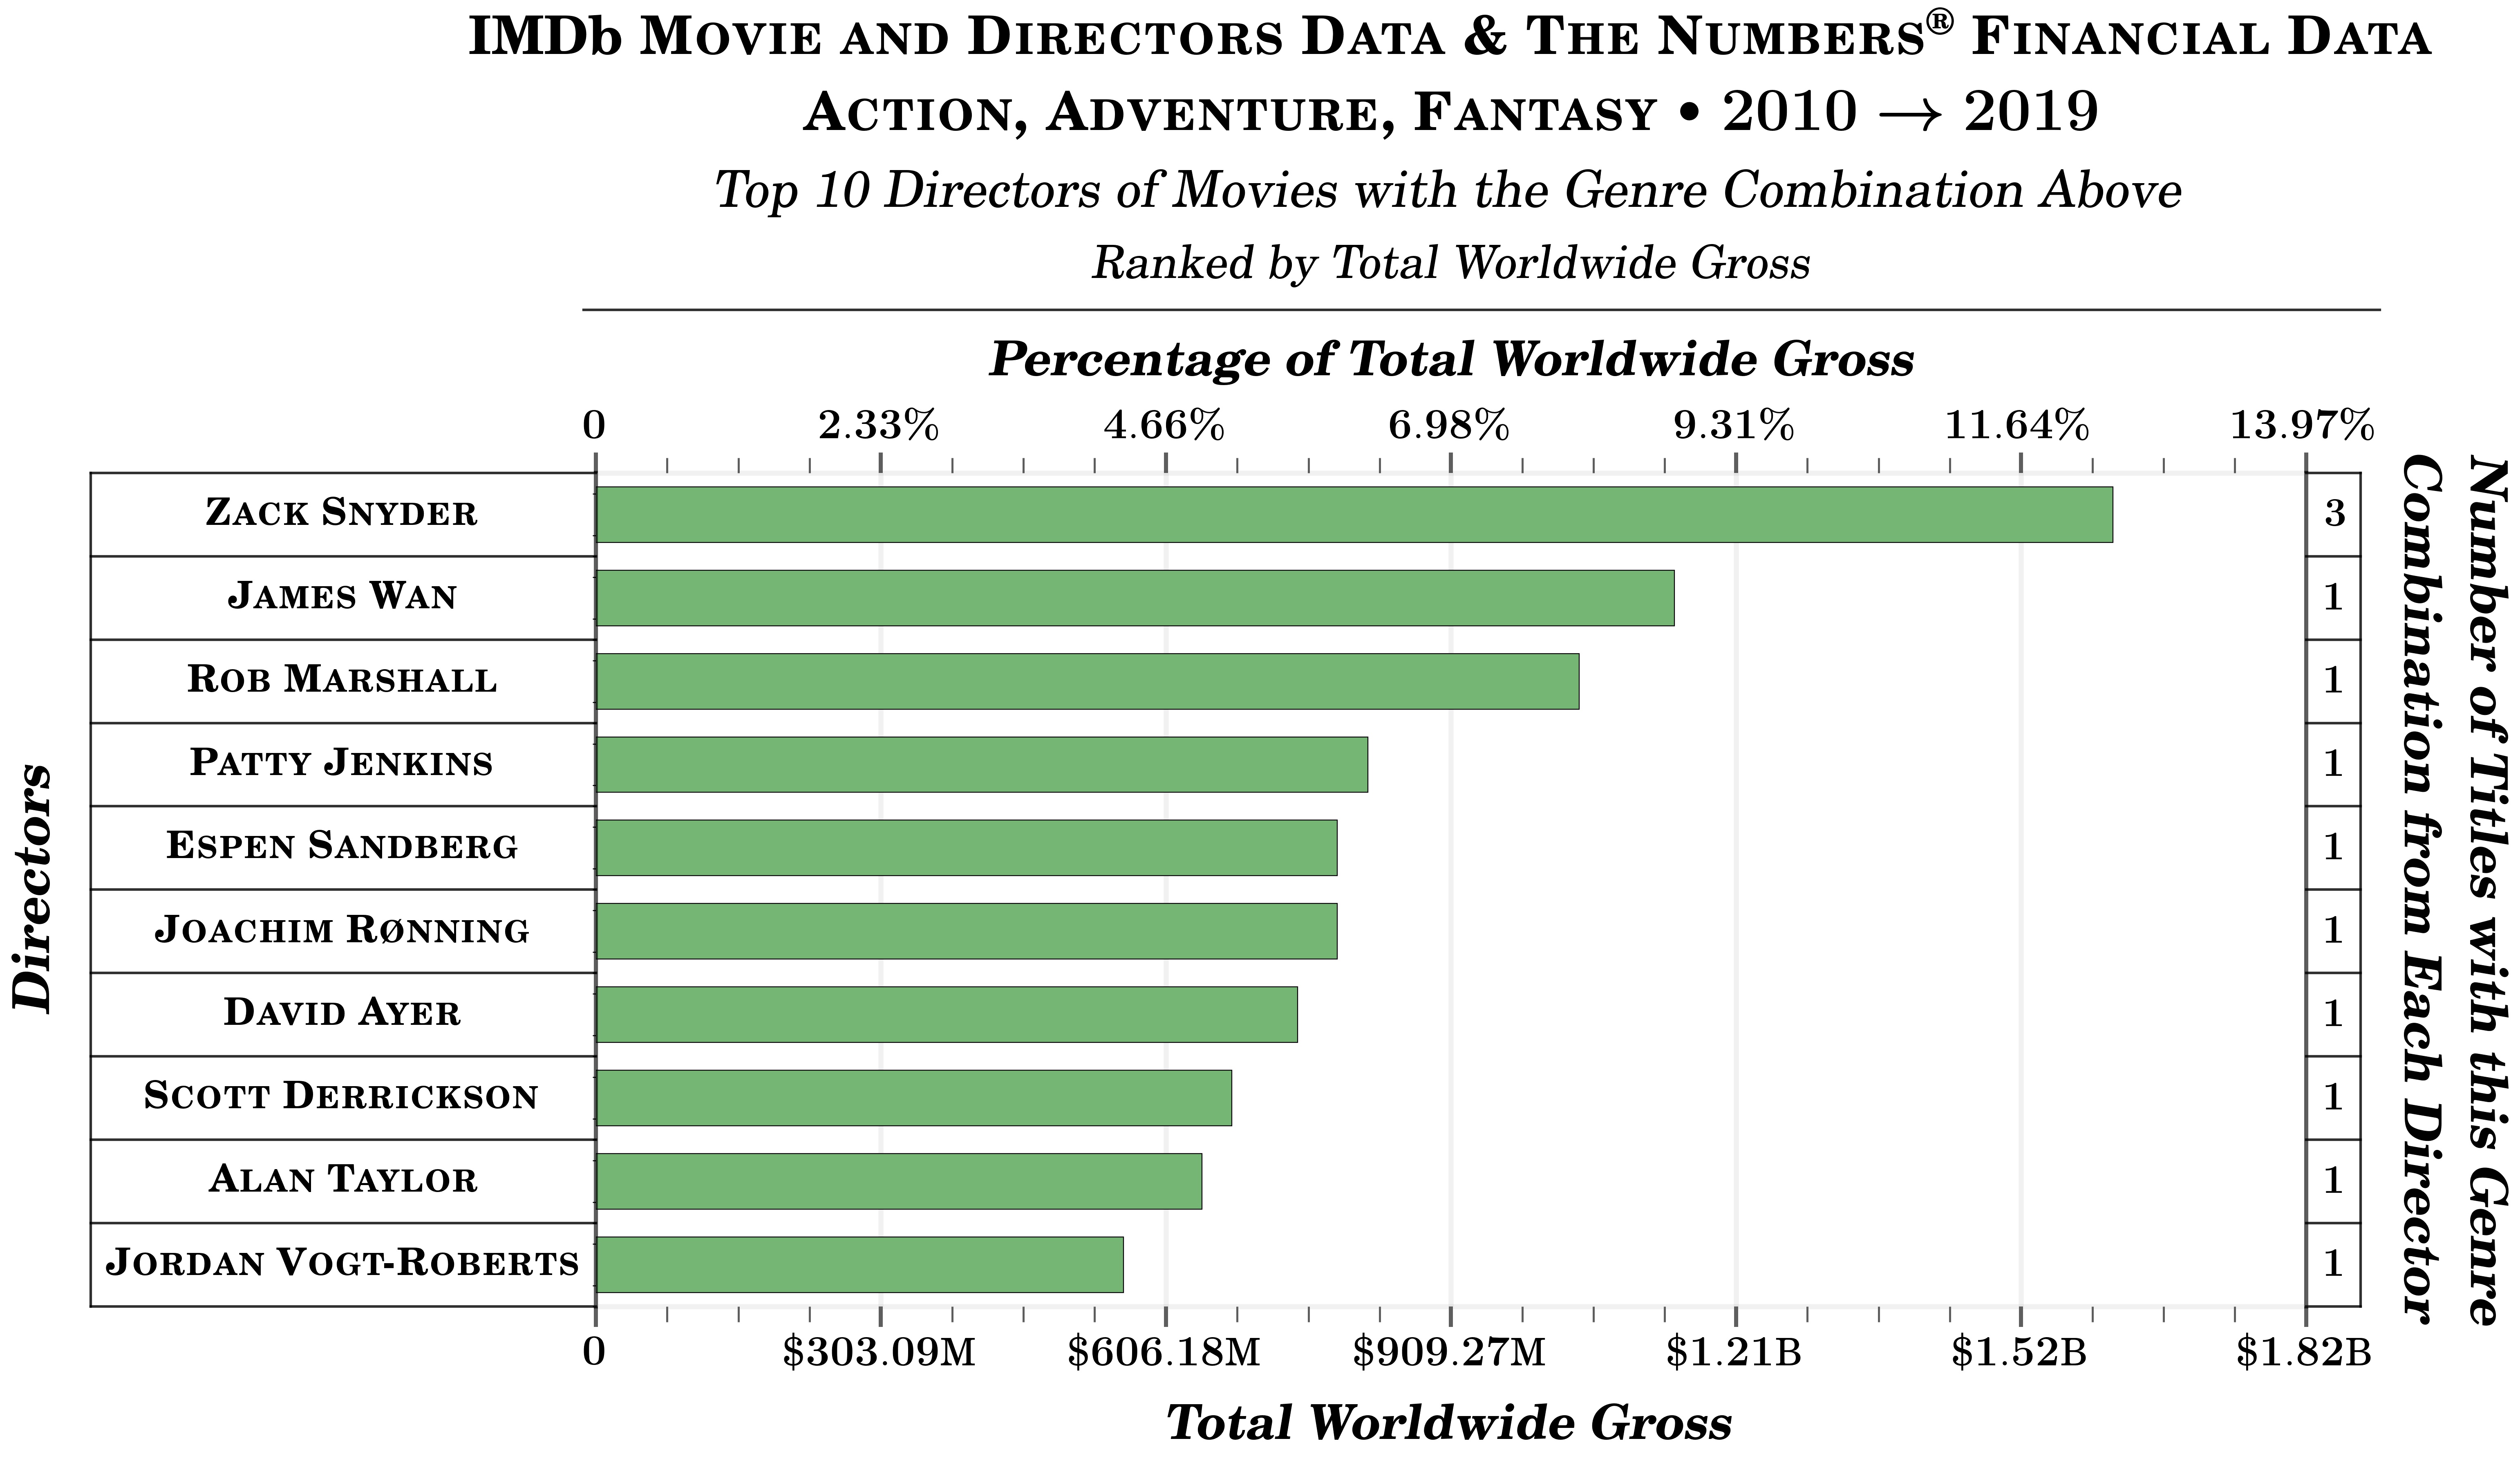 IMDb Movie and Directors Data & The Numbers® Financial Data
Action, Adventure, Fantasy • 2010 → 2019
Top 10 Directors of Movies with the Genre Combination Above
Ranked by Total Worldwide Gross
Percentage of Total Worldwide Gross
0 2.33% 4.66% 6.98% 9.31% 11.64% 13.97%
Directors
Zack Snyder 3
James Wan 1
Rob Marshall 1
Patty Jenkins 1
Espen Sandberg 1
Joachim Rønning 1
David Ayer 1
Scott Derrickson 1
Alan Taylor 1
Jordan Vogt-Roberts 1
Number of Titles with this Genre
Combination from Each Director
0 $303.09M $606.18M $909.27M $1.21B $1.52B $1.82B
Total Worldwide Gross